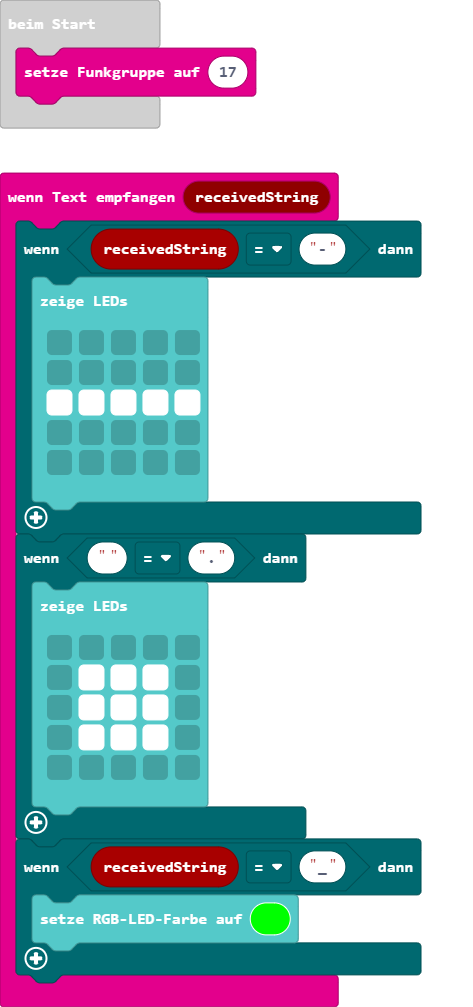 beim Start
setze Funkgruppe auf 17
wenn Text empfangen receivedString
wenn receivedString = "-" dann
zeige LEDs
wenn "" = "." dann
zeige LEDs
wenn receivedString = "_" dann
setze RGB-LED-Farbe auf